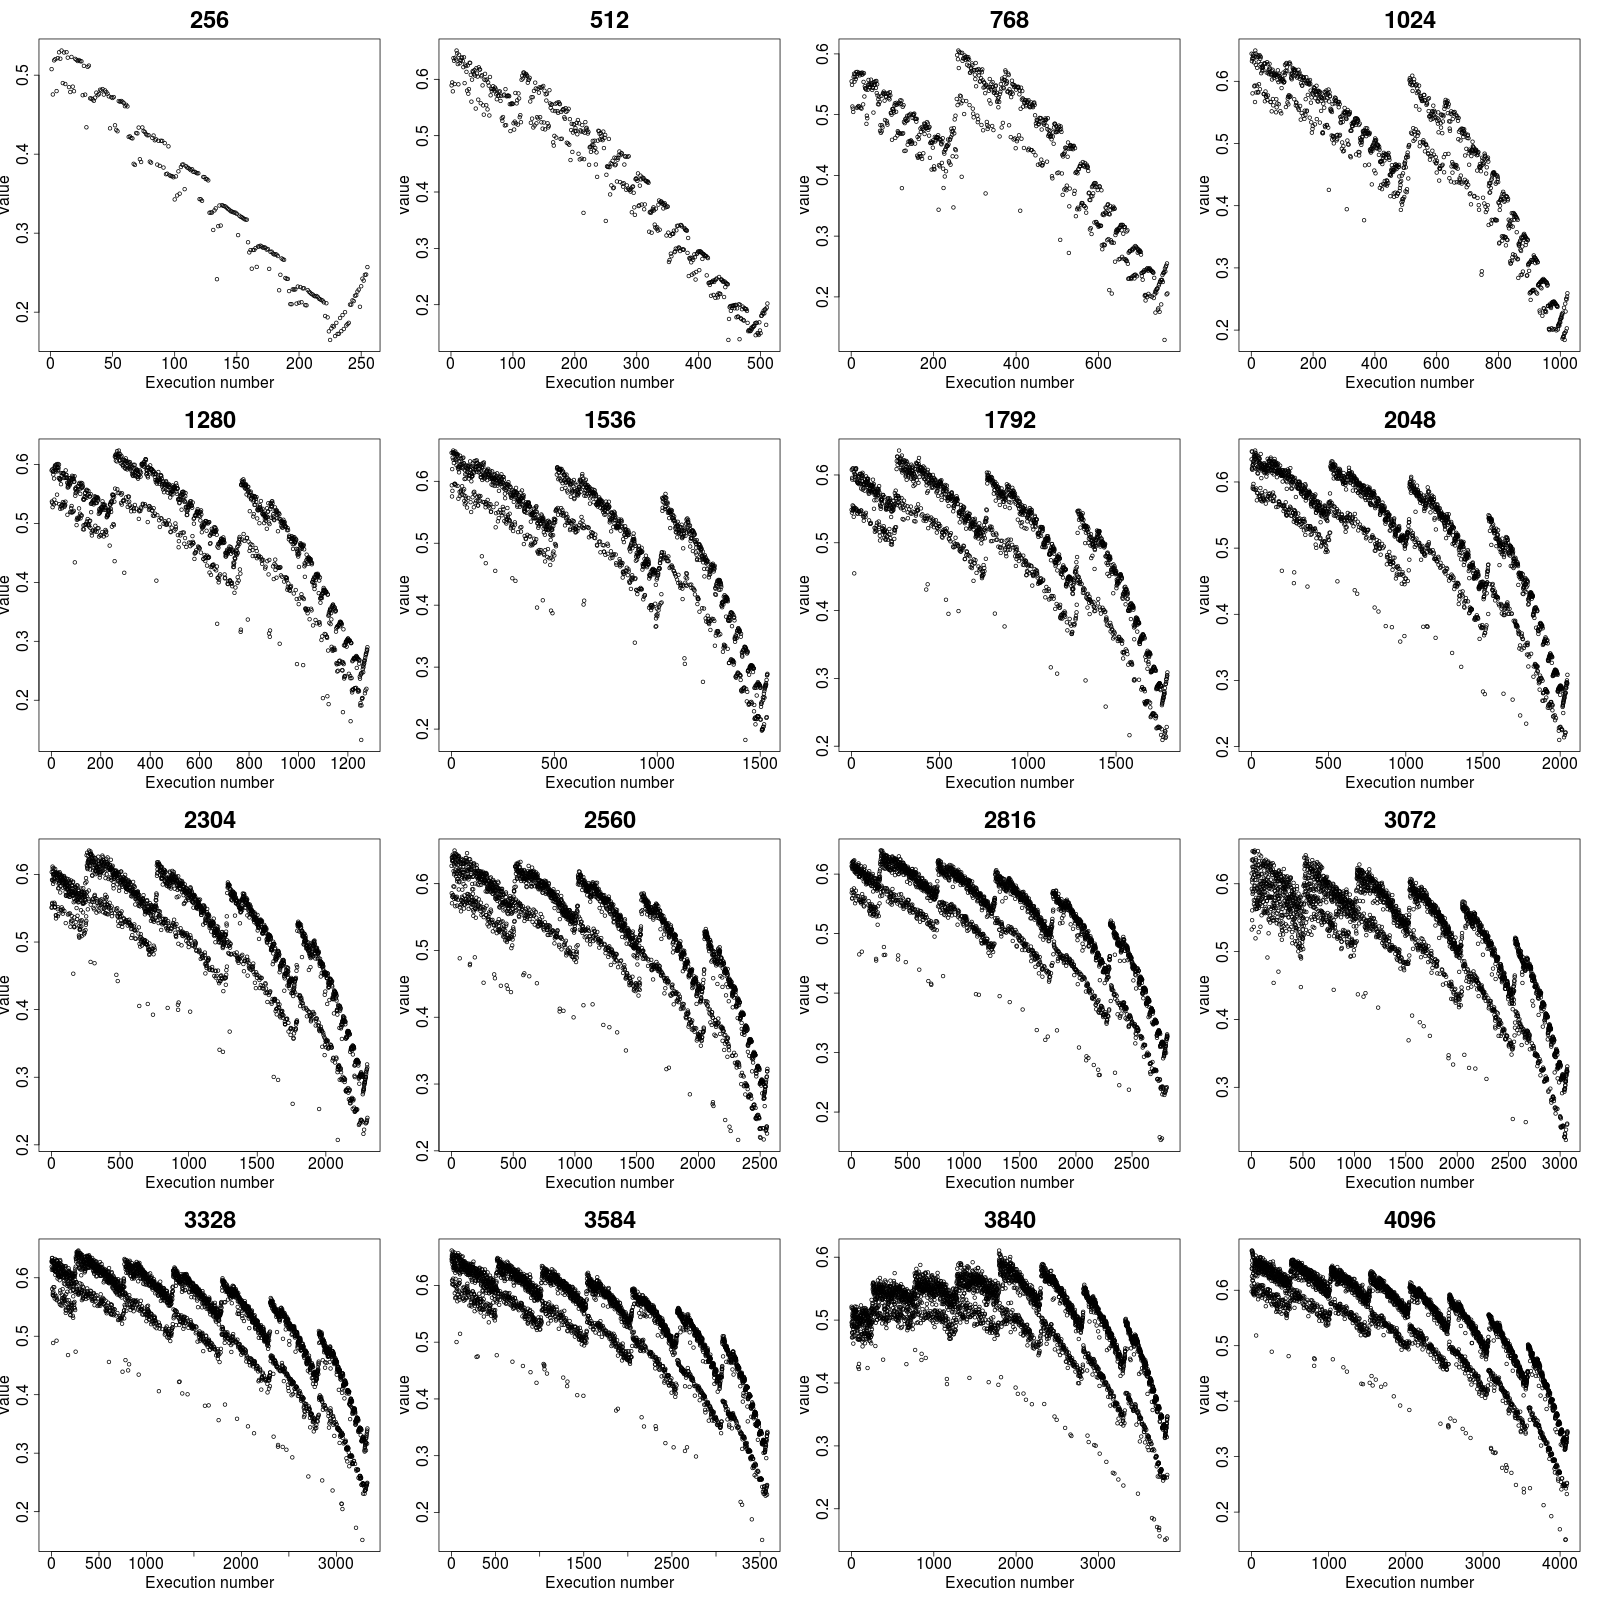 256 512 768 1024
value 0.2 0.3 0.4 0.5
value 0.2 0.3 0.4 0.5 0.6
value 0.2 0.3 0.4 0.5 0.6
value 0.2 0.3 0.4 0.5 0.6
0 50 100 150 200 250
0 100 200 300 400 500
0 200 400 600
0 200 400 600 800 1000
Execution number Execution number Execution number Execution number
1280 1536 1792 2048
value 0.2 0.3 0.4 0.5 0.6
value 0.2 0.3 0.4 0.5 0.6
value 0.2 0.3 0.4 0.5 0.6
value 0.2 0.3 0.4 0.5 0.6
0 200 400 600 800 1000 1200
0 500 1000 1500
0 500 1000 1500
0 500 1000 1500 2000
Execution number Execution number Execution number Execution number
2304 2560 2816 3072
value 0.2 0.3 0.4 0.5 0.6
value 0.2 0.3 0.4 0.5 0.6
value 0.2 0.3 0.4 0.5 0.6
value 0.3 0.4 0.5 0.6
0 500 1000 1500 2000
0 500 1000 1500 2000 2500
0 500 1000 1500 2000 2500
0 500 1000 1500 2000 2500 3000
Execution number Execution number Execution number Execution number
3328 3584 3840 4096
value 0.2 0.3 0.4 0.5 0.6
value 0.2 0.3 0.4 0.5 0.6
value 0.2 0.3 0.4 0.5 0.6
value 0.2 0.3 0.4 0.5 0.6
0 500 1000 2000 3000
0 500 1500 2500 3500
0 1000 2000 3000
0 1000 2000 3000 4000
Execution number Execution number Execution number Execution number